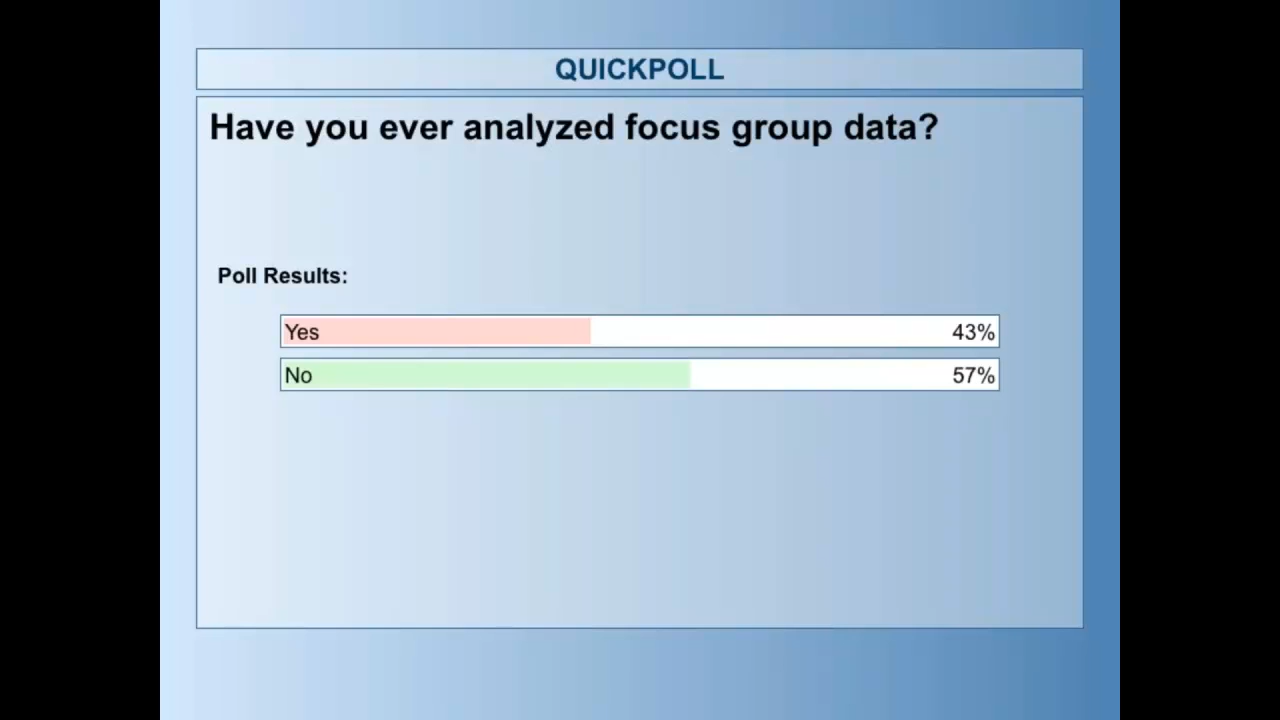 QUICKPOLL
Have you ever analyzed focus group data?
Poll Results:
Yes 43%
No 57%